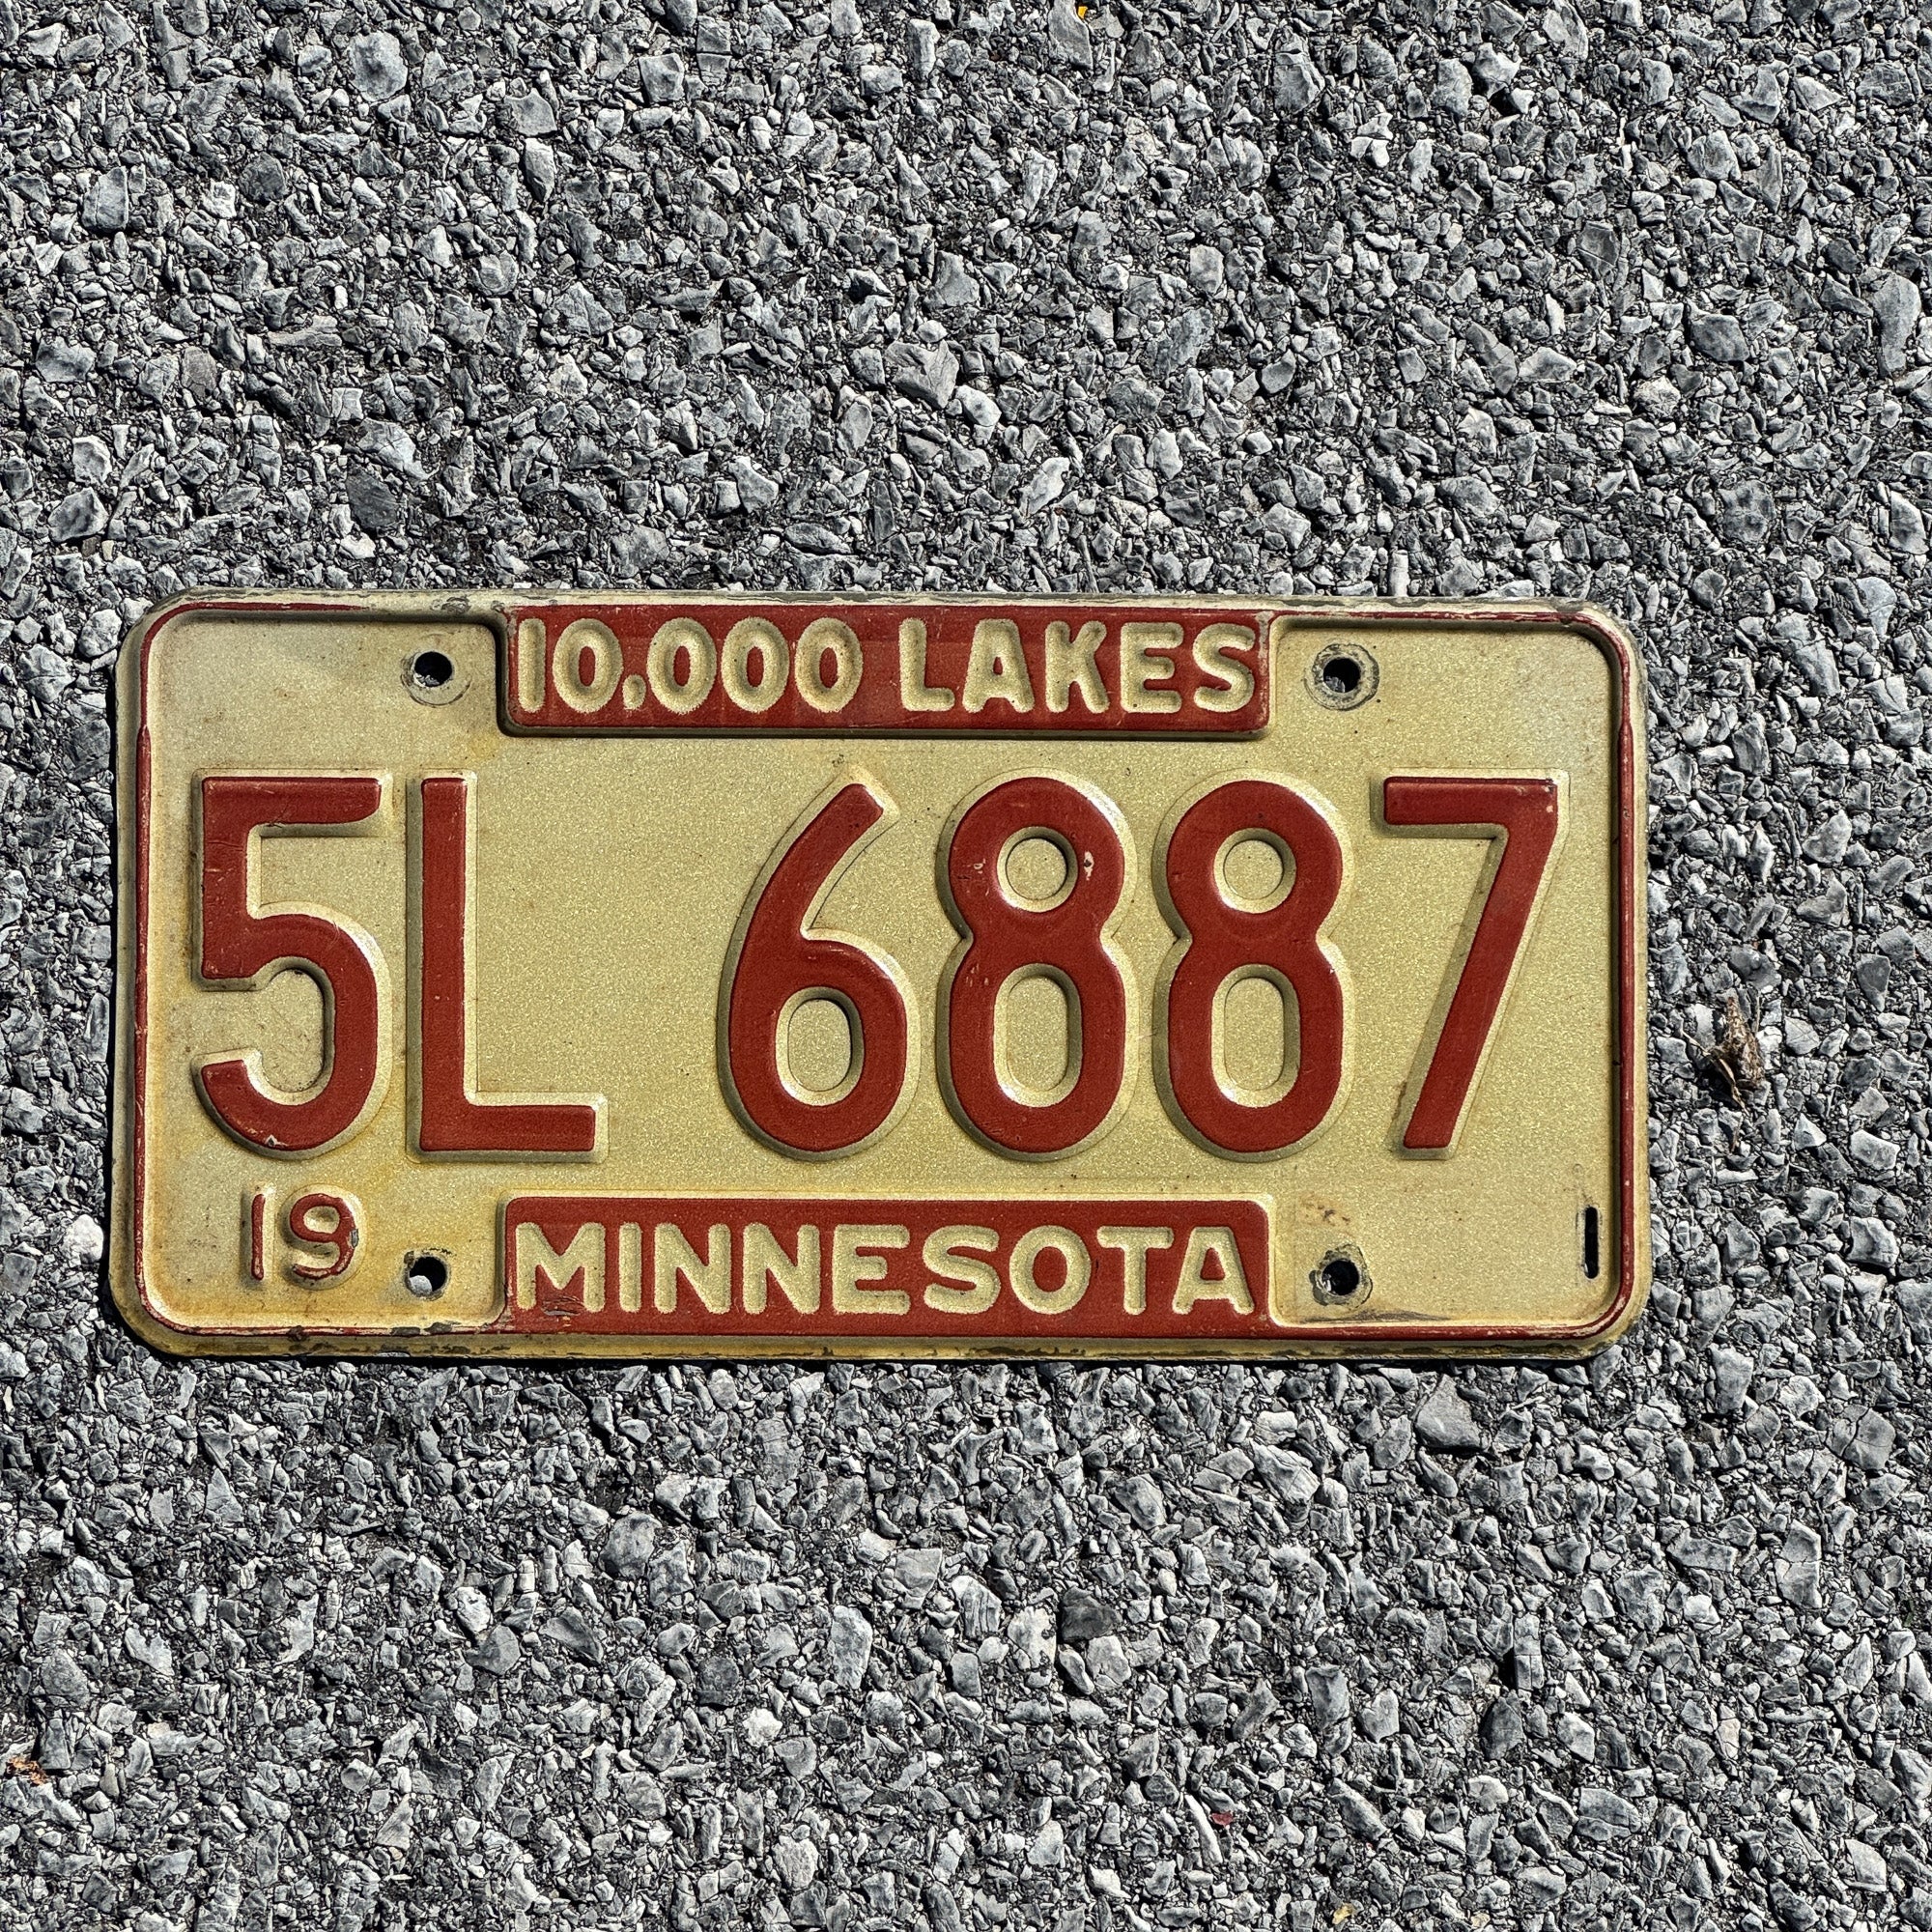 10,000 LAKES
5L 6887
19
MINNESOTA